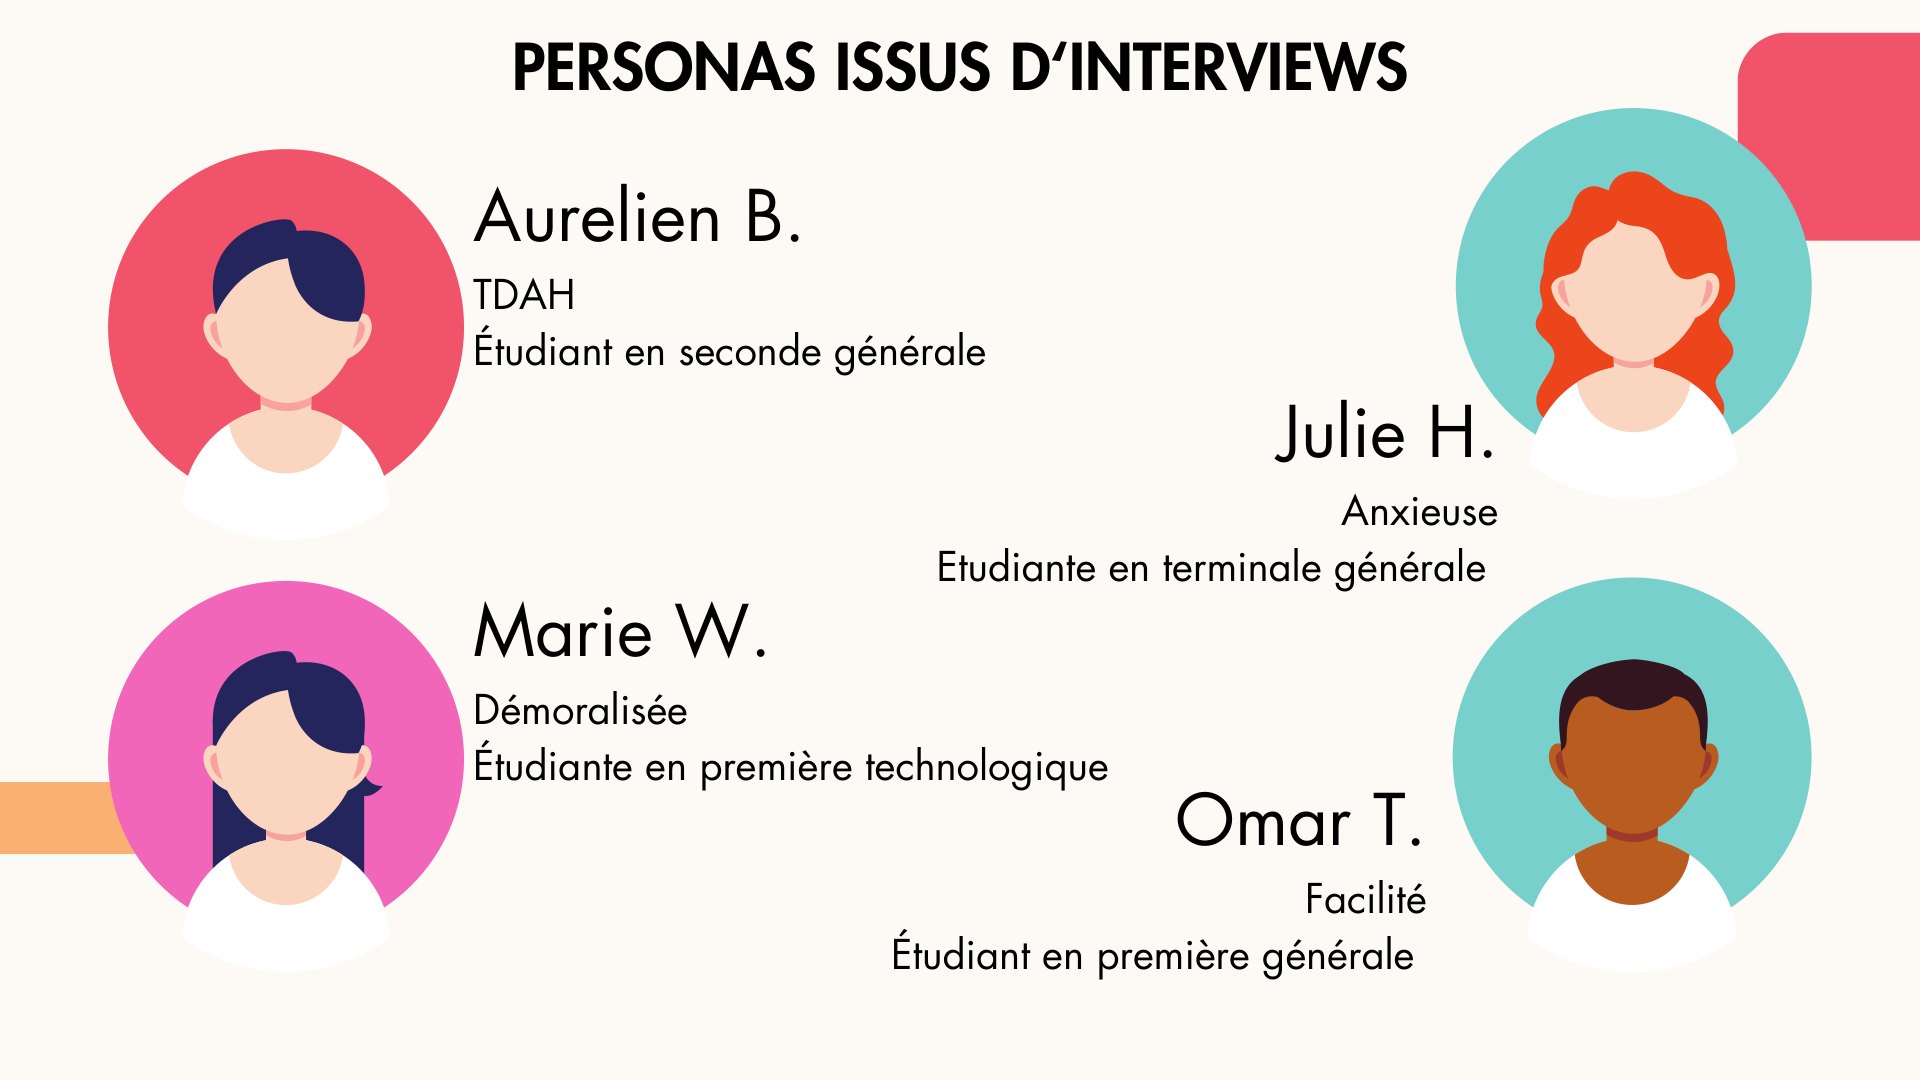 PERSONAS ISSUS D‘INTERVIEWS
Aurelien B.
TDAH
Étudiant en seconde générale
Julie H.
Anxieuse
Etudiante en terminale générale
Marie W.
Démoralisée
Étudiante en première technologique
Omar T.
Facilité
Étudiant en première générale